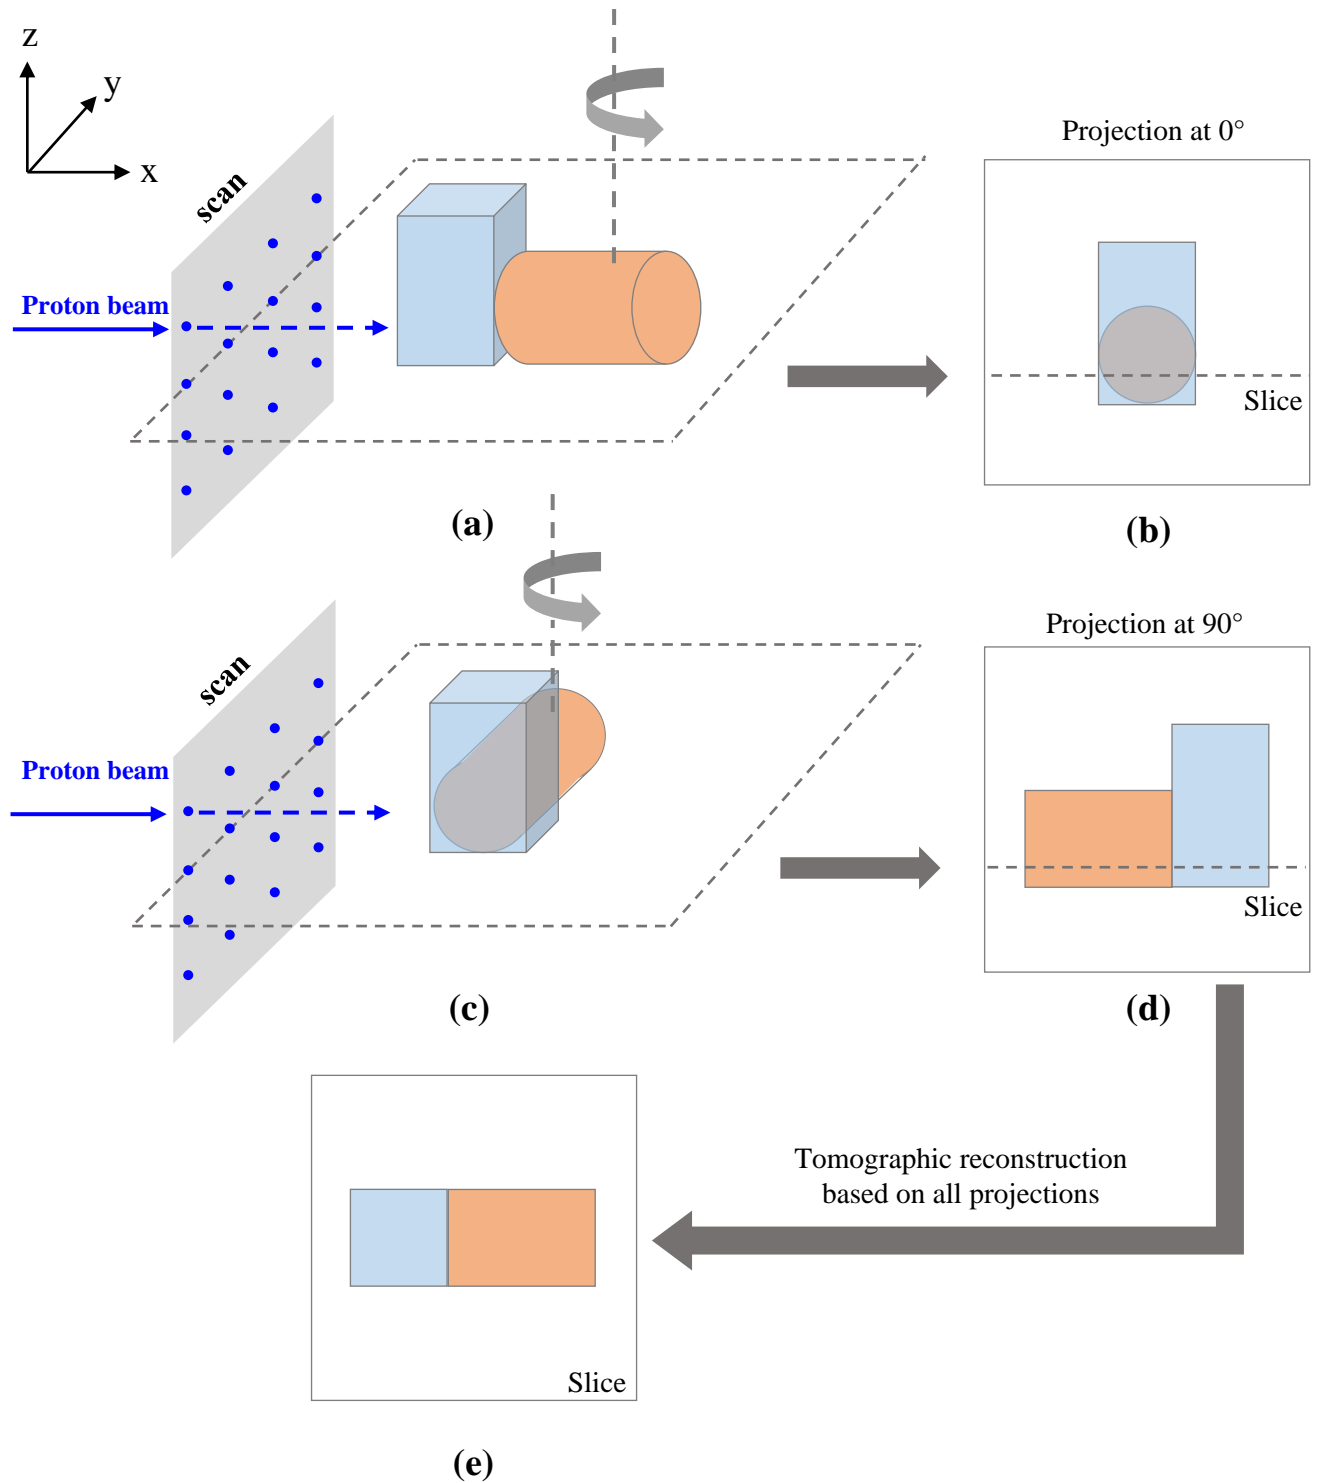 z
y
x
scan
Proton beam
(a)
Projection at 0°
Slice
(b)
scan
Proton beam
(c)
Projection at 90°
Slice
(d)
Tomographic reconstruction
based on all projections
Slice
(e)